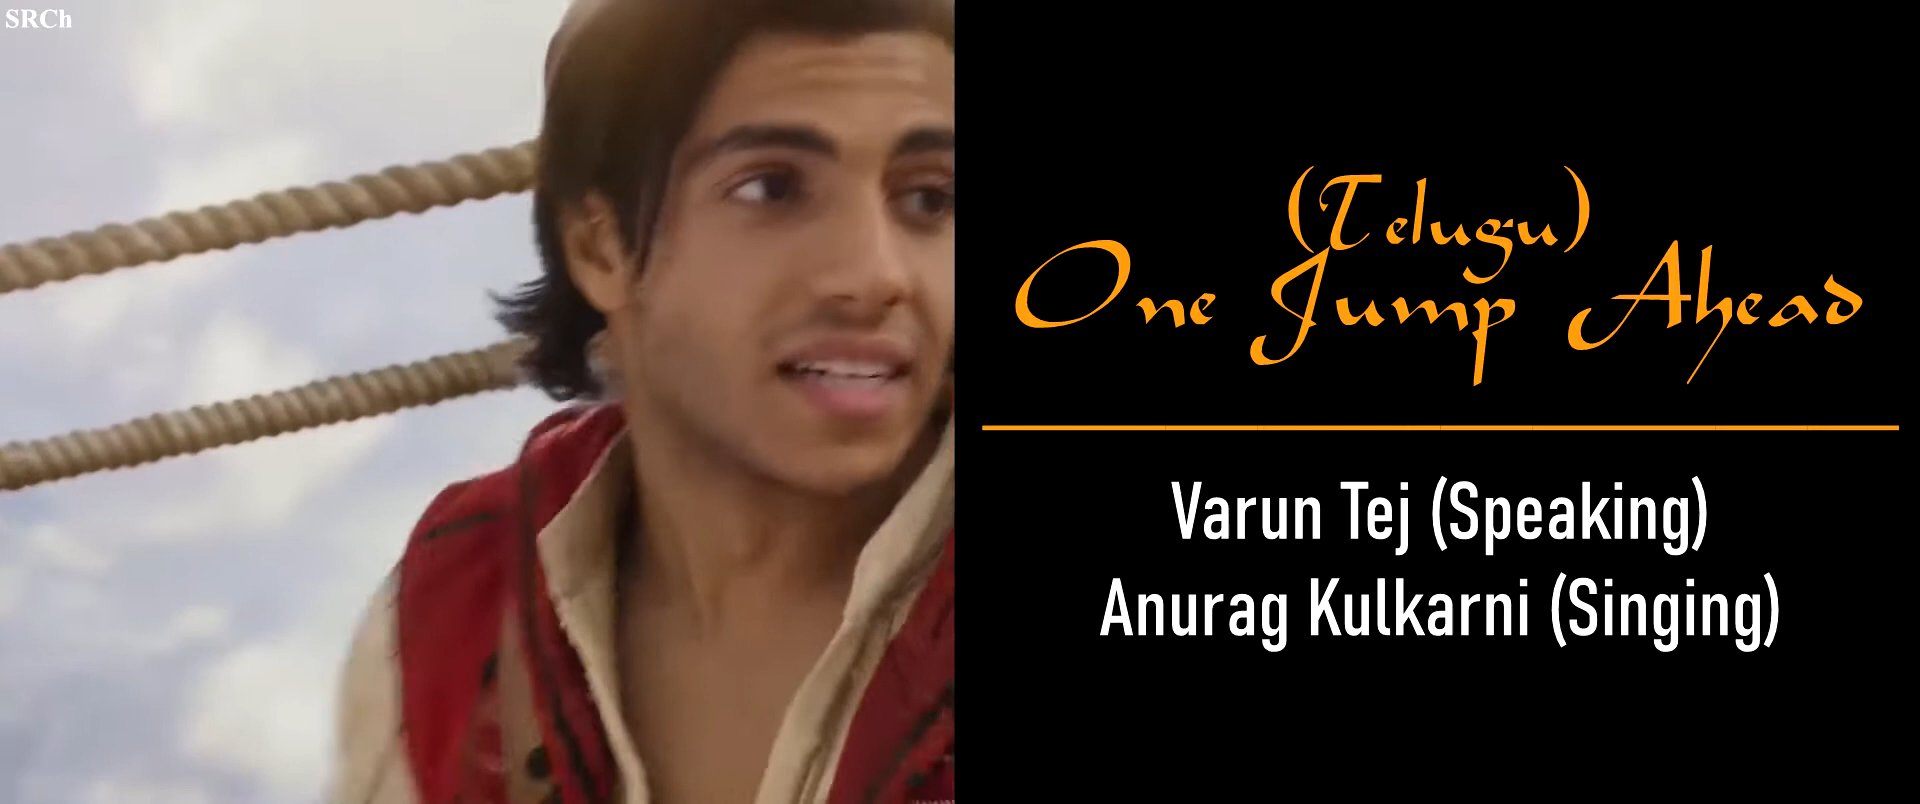 SRCh
(Telugu)
One Jump Ahead
Varun Tej (Speaking)
Anurag Kulkarni (Singing)